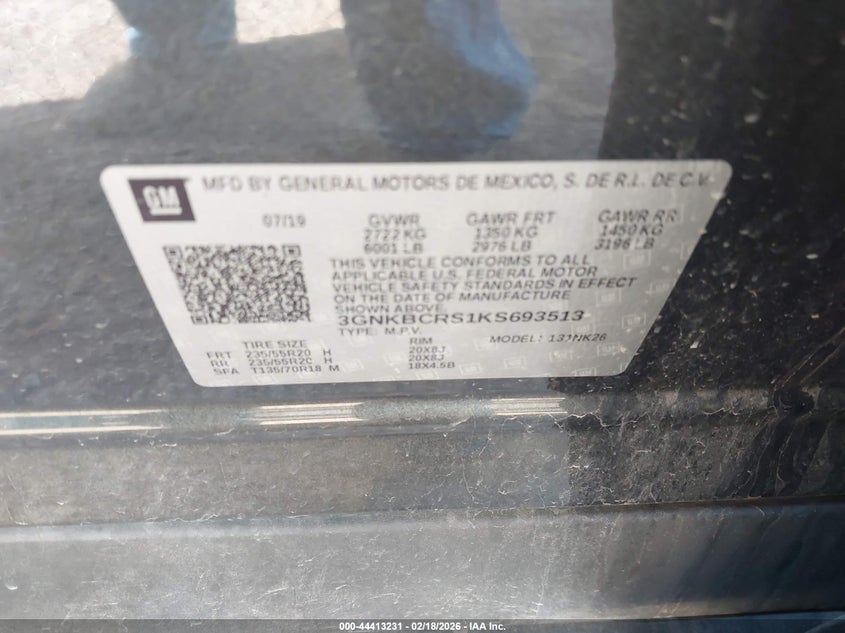 GM
MFD BY GENERAL MOTORS DE MEXICO, S. DE R.L. DE C.V.
07/19 GVWR GAWR FRT GAWR RR
2722 KG 1350 KG 1450 KG
6001 LB 2976 LB 3196 LB
THIS VEHICLE CONFORMS TO ALL
APPLICABLE U.S. FEDERAL MOTOR
VEHICLE SAFETY STANDARDS IN EFFECT
ON THE DATE OF MANUFACTURE
SHOWN ABOVE
3GNKBCRS1KS693513
TYPE: M.P.V. MODEL:
TIRE SIZE RIM
FRT 235/55R20 H 20X8J
RR 235/55R20 H 20X8J
SPA T135/70R18 M 18X4.5B
000-44413231 - 02/18/2026 - IAA Inc.